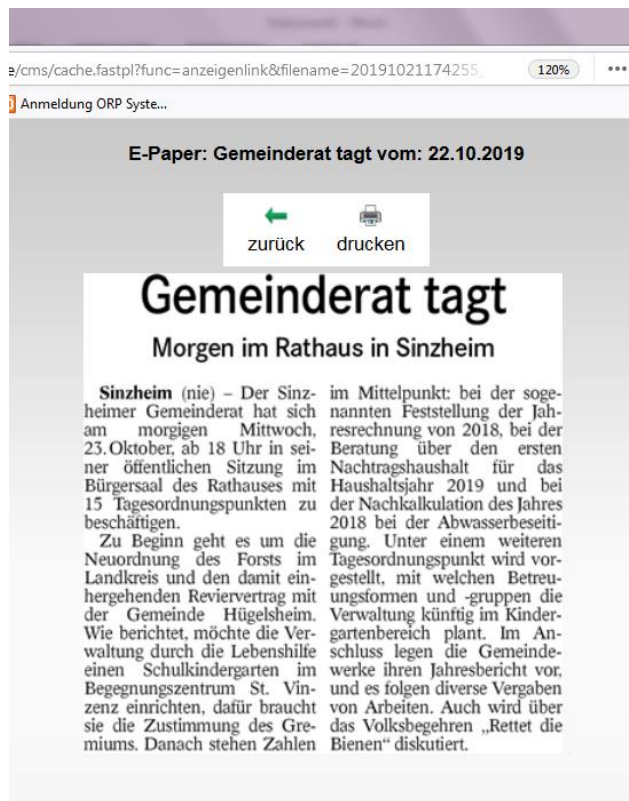 e/cms/cache.fastpl?func=anzeigenlink&filename=20191021174255_
120%
Anmeldung ORP Syste...
E-Paper: Gemeinderat tagt vom: 22.10.2019
zurück drucken
Gemeinderat tagt
Morgen im Rathaus in Sinzheim
Sinzheim (nie) – Der Sinz-
heimer Gemeinderat hat sich
am morgigen Mittwoch,
23. Oktober, ab 18 Uhr in sei-
ner öffentlichen Sitzung im
Bürgersaal des Rathauses mit
15 Tagesordnungspunkten zu
beschäftigen.
Zu Beginn geht es um die
Neuordnung des Forsts im
Landkreis und den damit ein-
hergehenden Reviervertrag mit
der Gemeinde Hügelsheim.
Wie berichtet, möchte die Ver-
waltung durch die Lebenshilfe
einen Schulkindergarten im
Begegnungszentrum St. Vin-
zenz einrichten, dafür braucht
sie die Zustimmung des Gre-
miums. Danach stehen Zahlen
im Mittelpunkt: bei der soge-
nannten Feststellung der Jah-
resrechnung von 2018, bei der
Beratung über den ersten
Nachtragshaushalt für das
Haushaltsjahr 2019 und bei
der Nachkalkulation des Jahres
2018 bei der Abwasserbeseiti-
gung. Unter einem weiteren
Tagesordnungspunkt wird vor-
gestellt, mit welchen Betreu-
ungsformen und -gruppen die
Verwaltung künftig im Kinder-
gartenbereich plant. Im An-
schluss legen die Gemeinde-
werke ihren Jahresbericht vor,
und es folgen diverse Vergaben
von Arbeiten. Auch wird über
das Volksbegehren „Rettet die
Bienen“ diskutiert.